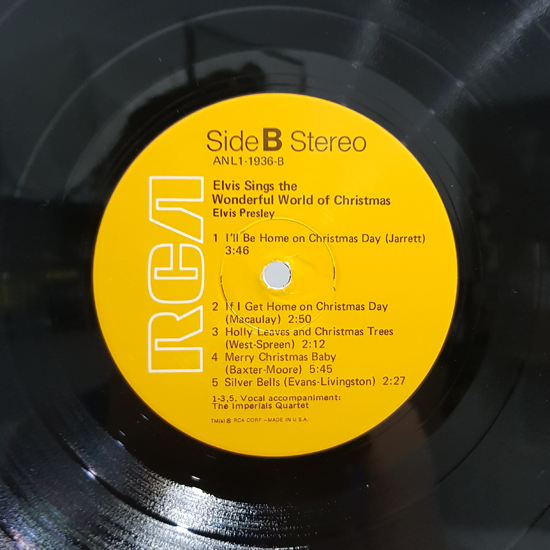 Side B Stereo
ANL1-1936-B
Elvis Sings the
Wonderful World of Christmas
Elvis Presley
1 I'll Be Home on Christmas Day (Jarrett)
3:46
2 If I Get Home on Christmas Day
(Macaulay) 2:50
3 Holly Leaves and Christmas Trees
(West-Spreen) 2:12
4 Merry Christmas Baby
(Baxter-Moore) 5:45
5 Silver Bells (Evans-Livingston) 2:27
1-3,5, Vocal accompaniment:
The Imperials Quartet
TM(s) ® RCA CORP.-MADE IN U.S.A.
RCA